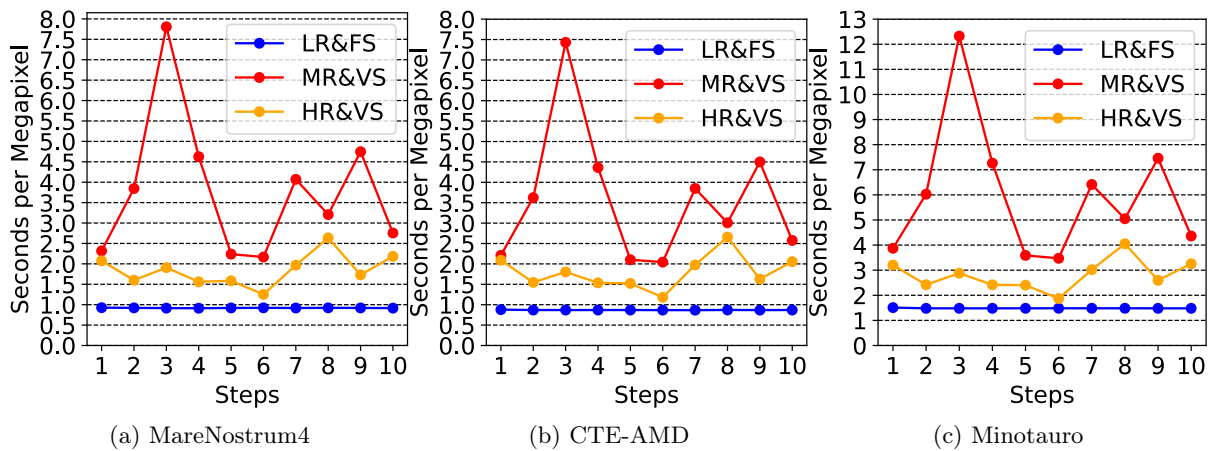 Seconds per Megapixel
8.0
7.5
7.0
6.5
6.0
5.5
5.0
4.5
4.0
3.5
3.0
2.5
2.0
1.5
1.0
0.5
0.0
LR&FS
MR&VS
HR&VS
1 2 3 4 5 6 7 8 9 10
Steps
(a) MareNostrum4
Seconds per Megapixel
8.0
7.5
7.0
6.5
6.0
5.5
5.0
4.5
4.0
3.5
3.0
2.5
2.0
1.5
1.0
0.5
0.0
LR&FS
MR&VS
HR&VS
1 2 3 4 5 6 7 8 9 10
Steps
(b) CTE-AMD
Seconds per Megapixel
13
12
11
10
9
8
7
6
5
4
3
2
1
0
LR&FS
MR&VS
HR&VS
1 2 3 4 5 6 7 8 9 10
Steps
(c) Minotauro